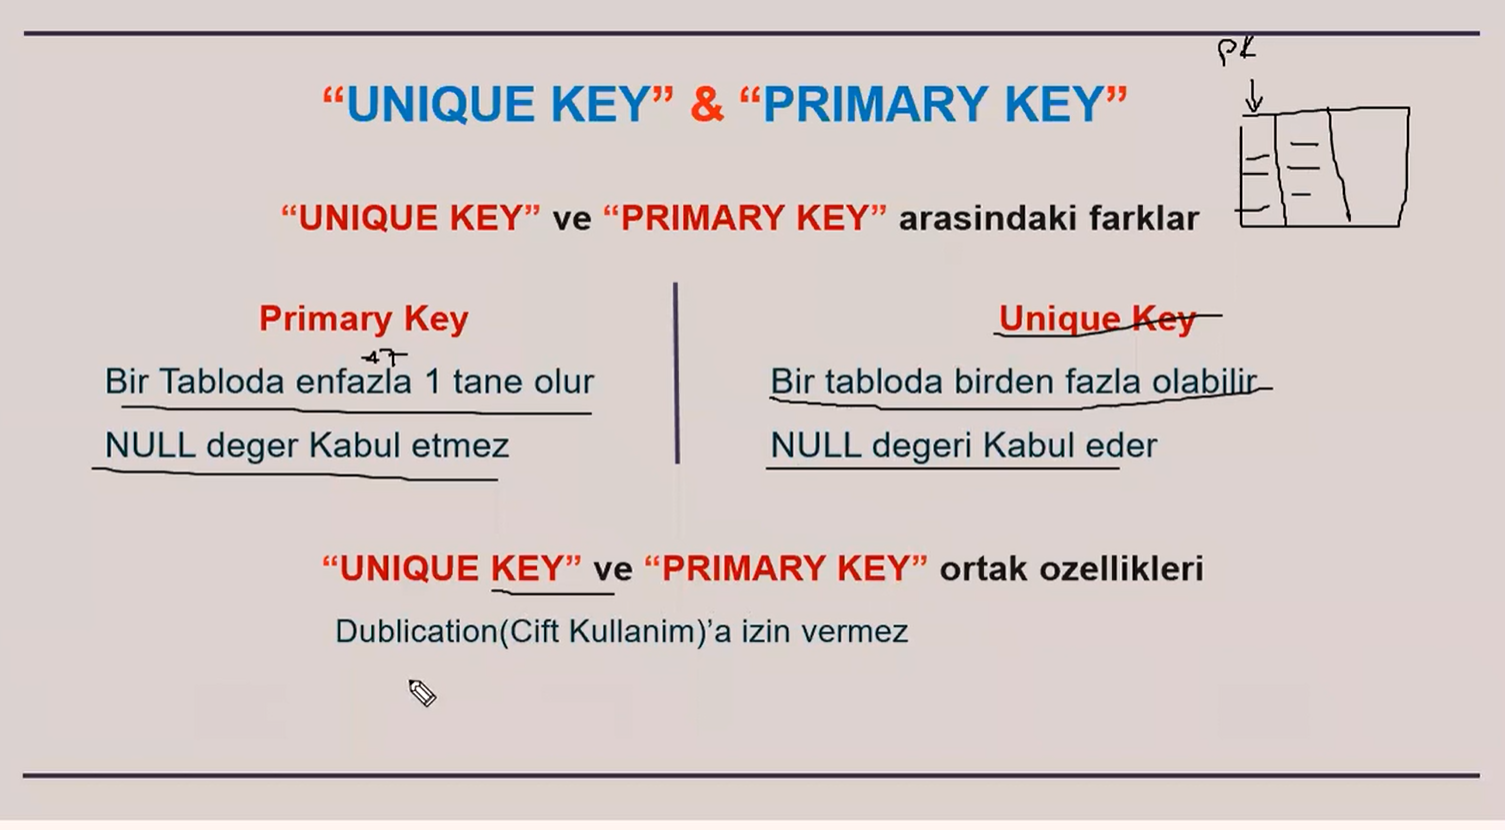 PK
“UNIQUE KEY” & “PRIMARY KEY”
“UNIQUE KEY” ve “PRIMARY KEY” arasindaki farklar
Primary Key
Bir Tabloda enfazla 1 tane olur
NULL deger Kabul etmez
Unique Key
Bir tabloda birden fazla olabilir
NULL degeri Kabul eder
“UNIQUE KEY” ve “PRIMARY KEY” ortak ozellikleri
Dublication(Cift Kullanim)’a izin vermez